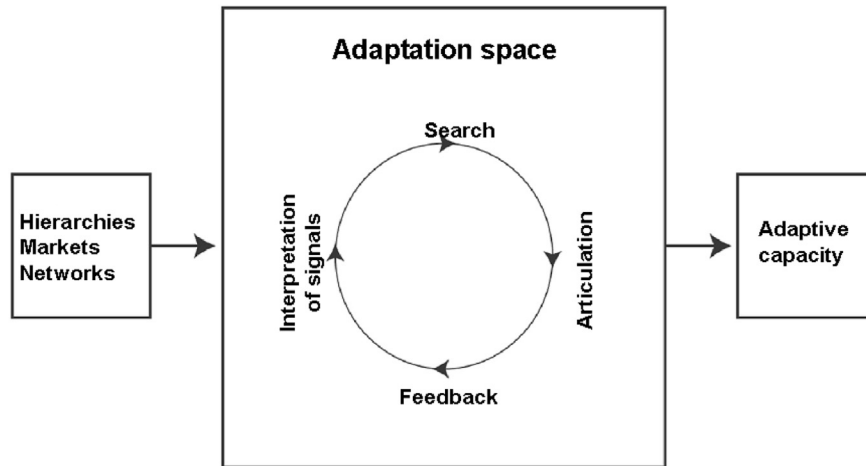 Adaptation space
Search
Hierarchies
Markets
Networks
Interpretation
of signals
Articulation
Feedback
Adaptive
capacity